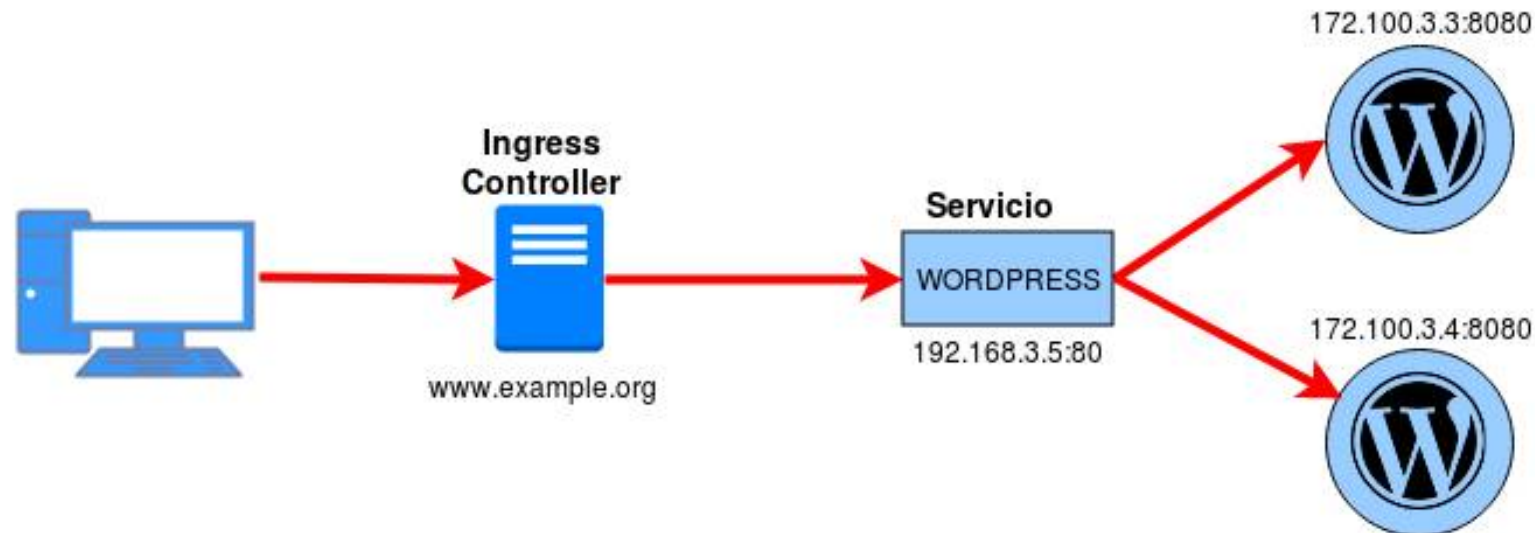 172.100.3.3:8080
Ingress
Controller
Servicio
WORDPRESS
192.168.3.5:80
www.example.org
172.100.3.4:8080